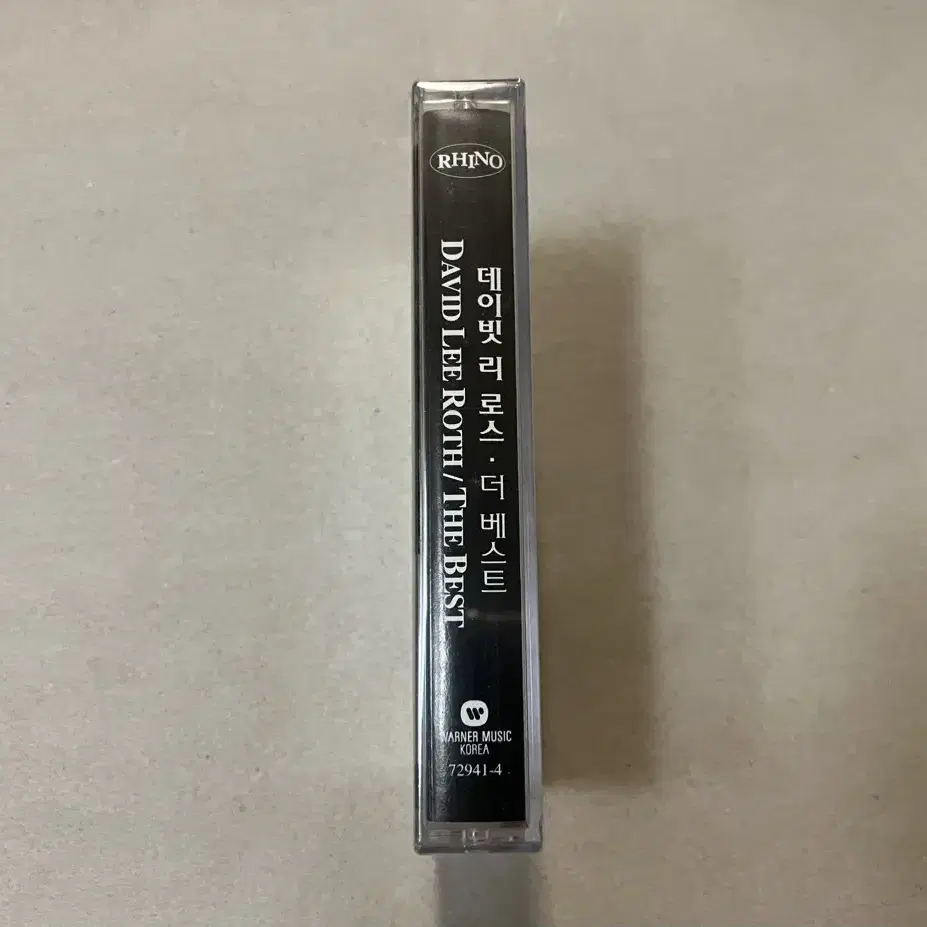 RHINO
데이빗 리 로스 · 더 베스트
DAVID LEE ROTH / THE BEST
WARNER MUSIC
KOREA
72941-4